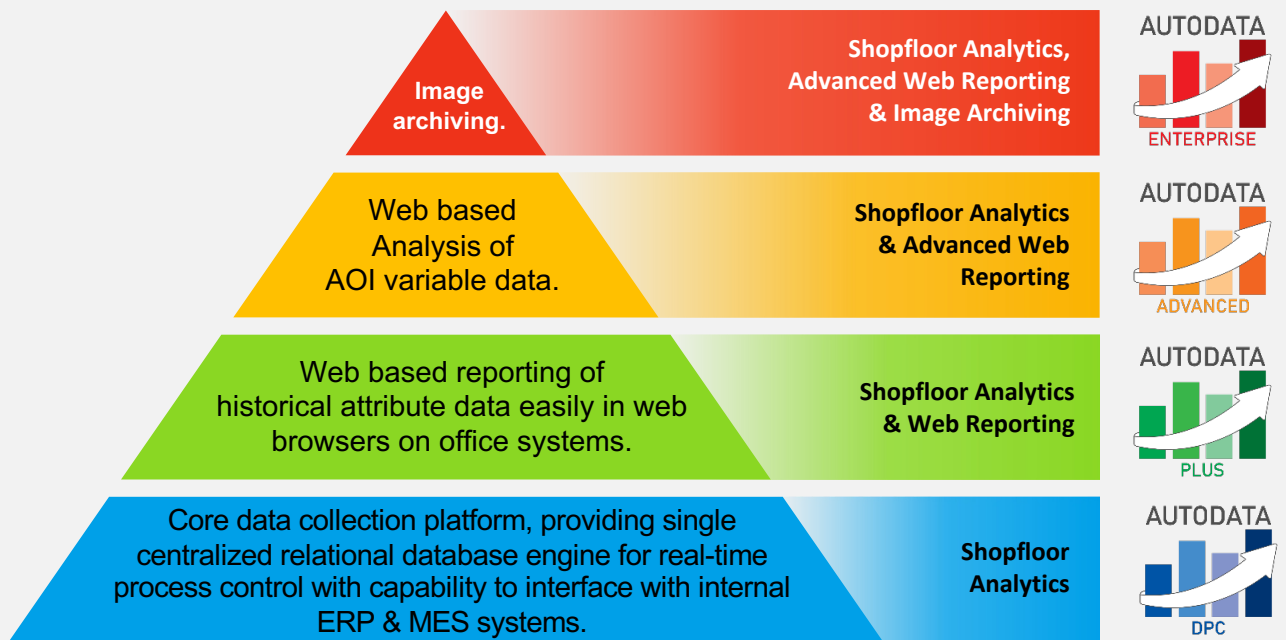 Image
archiving.
Shopfloor Analytics,
Advanced Web Reporting
& Image Archiving
AUTODATA
ENTERPRISE
Web based
Analysis of
AOI variable data.
Shopfloor Analytics
& Advanced Web
Reporting
AUTODATA
ADVANCED
Web based reporting of
historical attribute data easily in web
browsers on office systems.
Shopfloor Analytics
& Web Reporting
AUTODATA
PLUS
Core data collection platform, providing single
centralized relational database engine for real-time
process control with capability to interface with internal
ERP & MES systems.
Shopfloor
Analytics
AUTODATA
DPC